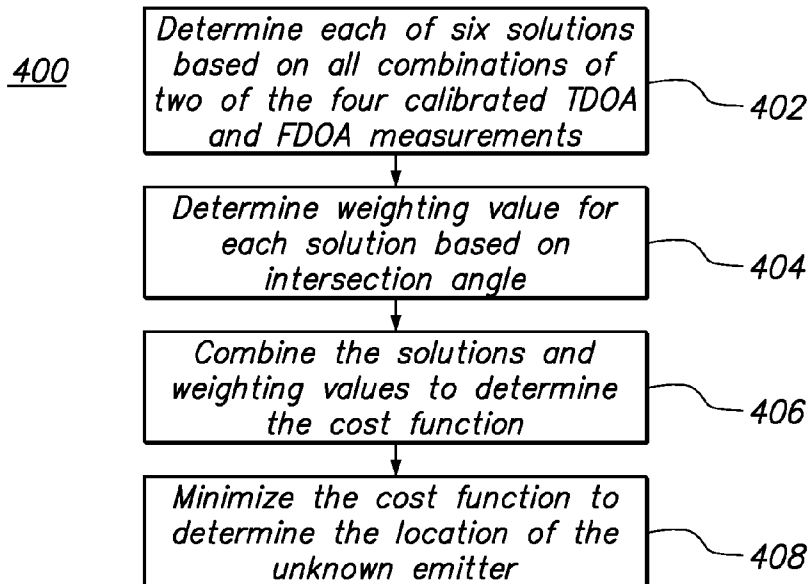 400
Determine each of six solutions
based on all combinations of
two of the four calibrated TDOA
and FDOA measurements
402
Determine weighting value for
each solution based on
intersection angle
404
Combine the solutions and
weighting values to determine
the cost function
406
Minimize the cost function to
determine the location of the
unknown emitter
408